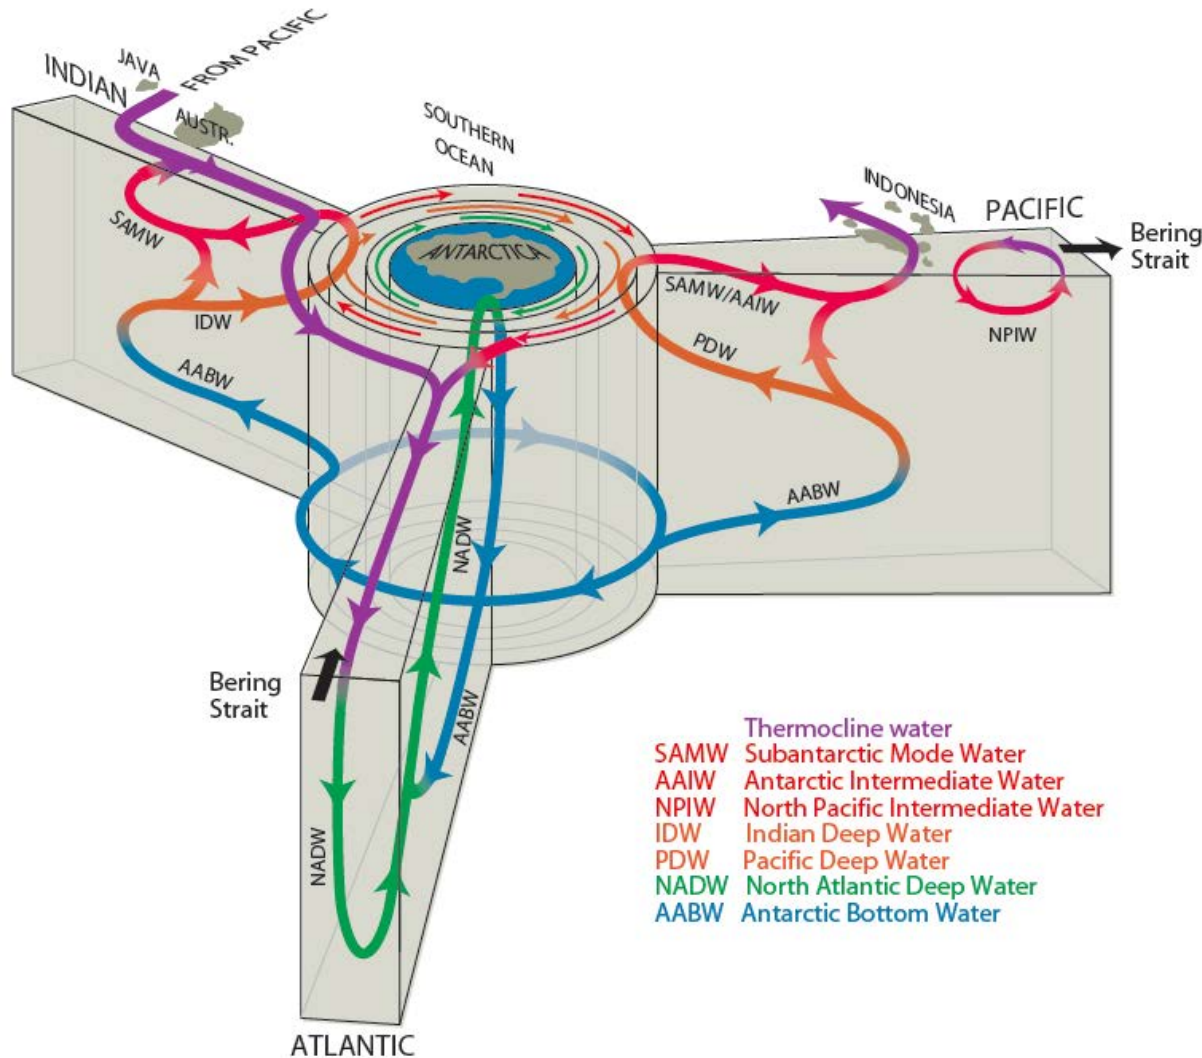 JAVA
INDIAN
FROM PACIFIC
AUSTR.
SOUTHERN
OCEAN
ANTARCTICA
INDONESIA
PACIFIC
Bering
Strait
SAMW
SAMW/AAIW
NPIW
IDW
PDW
AABW
AABW
NADW
Bering
Strait
AABW
NADW
ATLANTIC
Thermocline water
SAMW Subantarctic Mode Water
AAIW Antarctic Intermediate Water
NPIW North Pacific Intermediate Water
IDW Indian Deep Water
PDW Pacific Deep Water
NADW North Atlantic Deep Water
AABW Antarctic Bottom Water